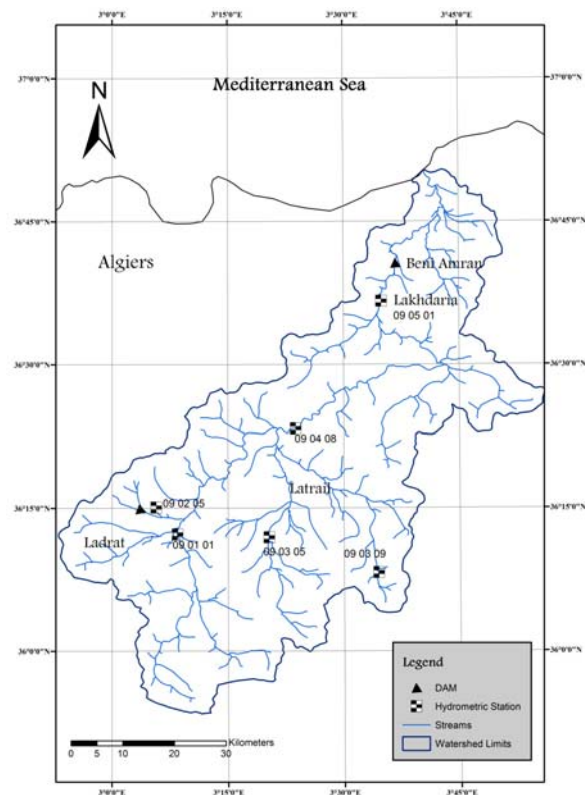 3°0'0"E 3°15'0"E 3°30'0"E 3°45'0"E
37°0'0"N 37°0'0"N
Mediterranean Sea
N
36°45'0"N 36°45'0"N
Algiers
Beni Amran
Lakhdaria
09 05 01
36°30'0"N 36°30'0"N
09 04 08
Latrail
36°15'0"N 36°15'0"N
09 02 05
Ladrat
09 01 01
09 03 05
09 03 09
36°0'0"N 36°0'0"N
Legend
DAM
Hydrometric Station
Streams
Watershed Limits
Kilometers
0 5 10 20 30
3°0'0"E 3°15'0"E 3°30'0"E 3°45'0"E